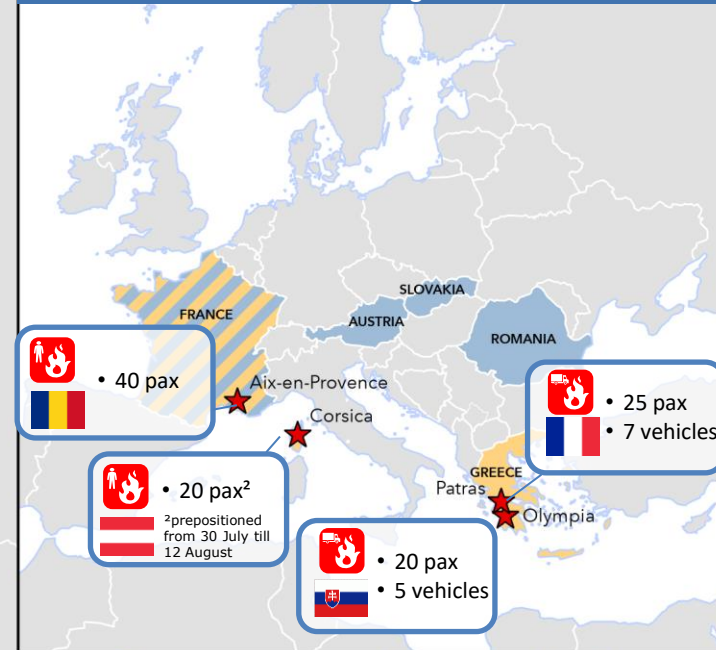 SLOVAKIA
FRANCE
AUSTRIA
ROMANIA
• 40 pax
Aix-en-Provence
Corsica
• 25 pax
• 7 vehicles
• 20 pax²
²prepositioned
from 30 July till
12 August
GREECE
Patras
Olympia
• 20 pax
• 5 vehicles